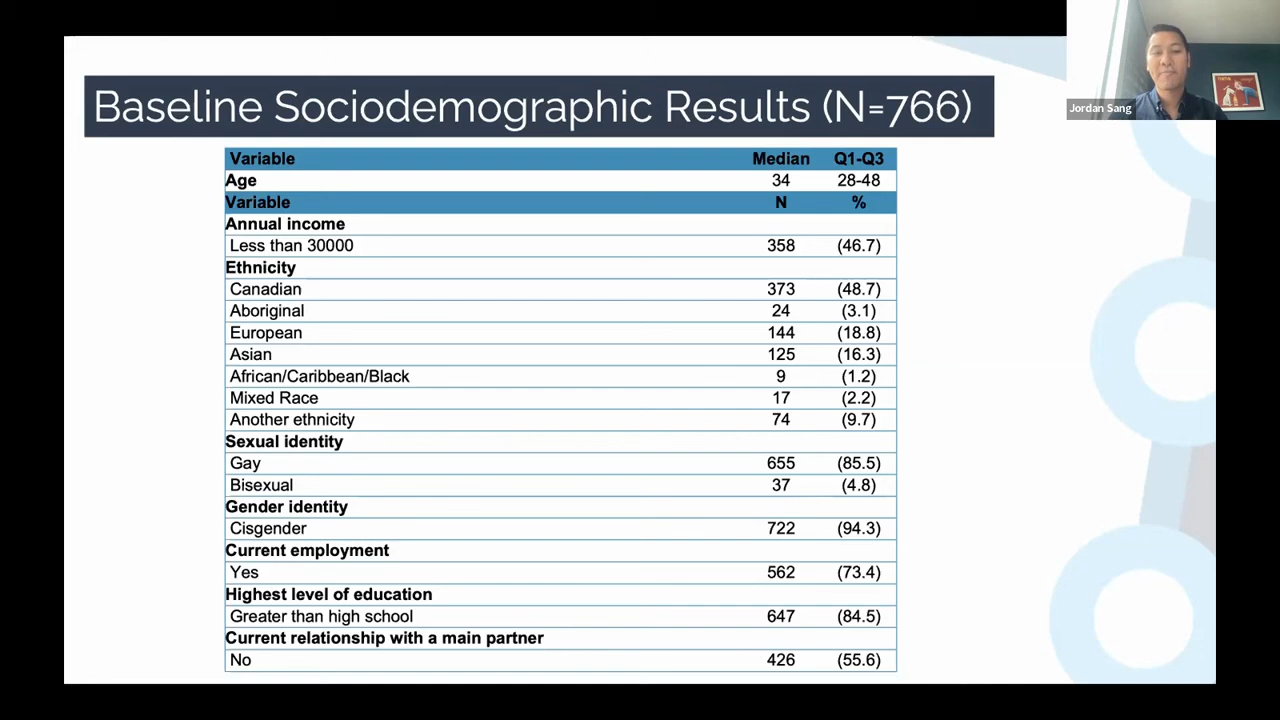 Baseline Sociodemographic Results (N=766)
Jordan Sang
Variable Median Q1-Q3
Age 34 28-48
Variable N %
Annual income
Less than 30000 358 (46.7)
Ethnicity
Canadian 373 (48.7)
Aboriginal 24 (3.1)
European 144 (18.8)
Asian 125 (16.3)
African/Caribbean/Black 9 (1.2)
Mixed Race 17 (2.2)
Another ethnicity 74 (9.7)
Sexual identity
Gay 655 (85.5)
Bisexual 37 (4.8)
Gender identity
Cisgender 722 (94.3)
Current employment
Yes 562 (73.4)
Highest level of education
Greater than high school 647 (84.5)
Current relationship with a main partner
No 426 (55.6)